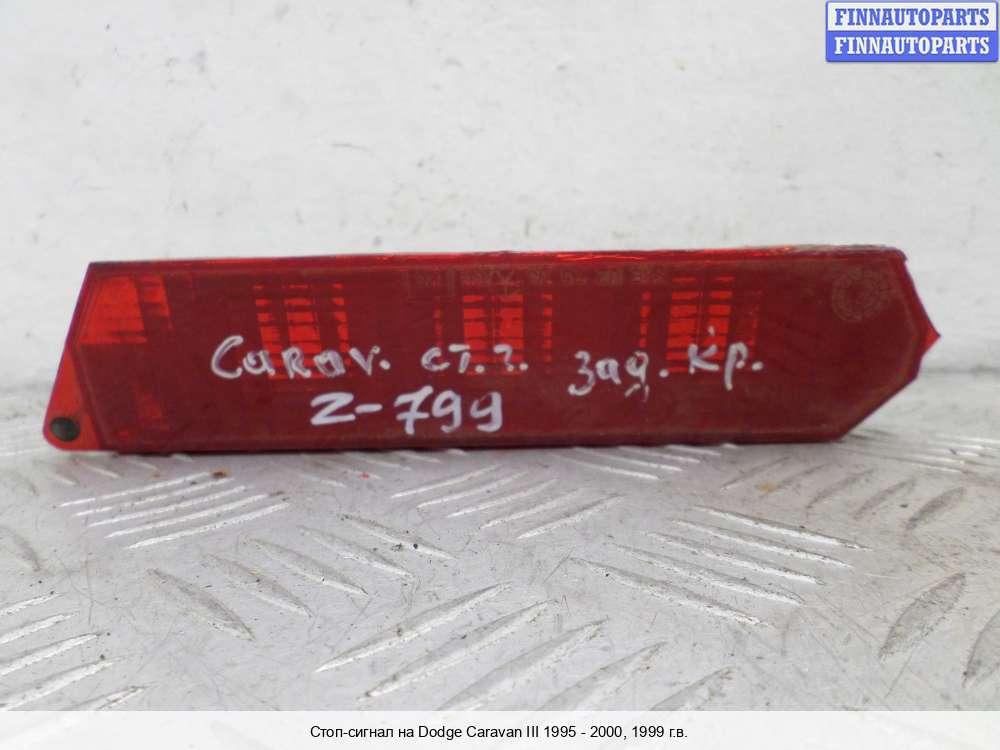 FINNAUTOPARTS
FINNAUTOPARTS
Carav. ст.г. зад. кр.
Z-799
Стоп-сигнал на Dodge Caravan III 1995 - 2000, 1999 г.в.